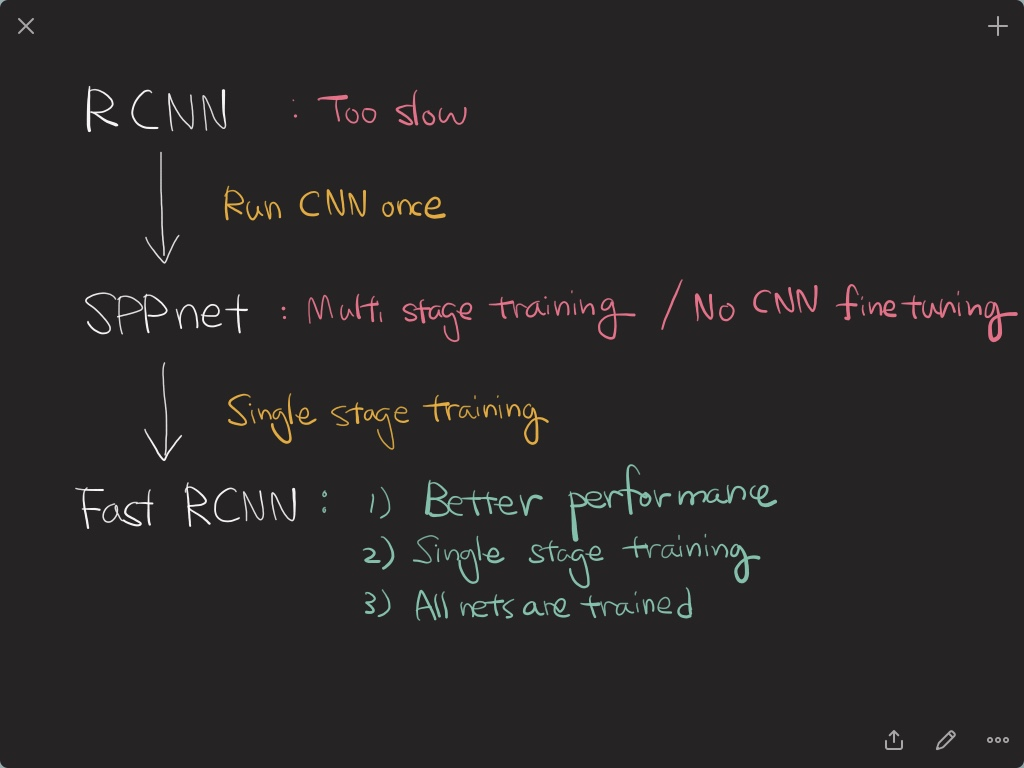 RCNN : Too slow
Run CNN once
SPPnet : Multi stage training / No CNN finetuning
Single stage training
Fast RCNN : 1) Better performance
2) Single stage training
3) All nets are trained